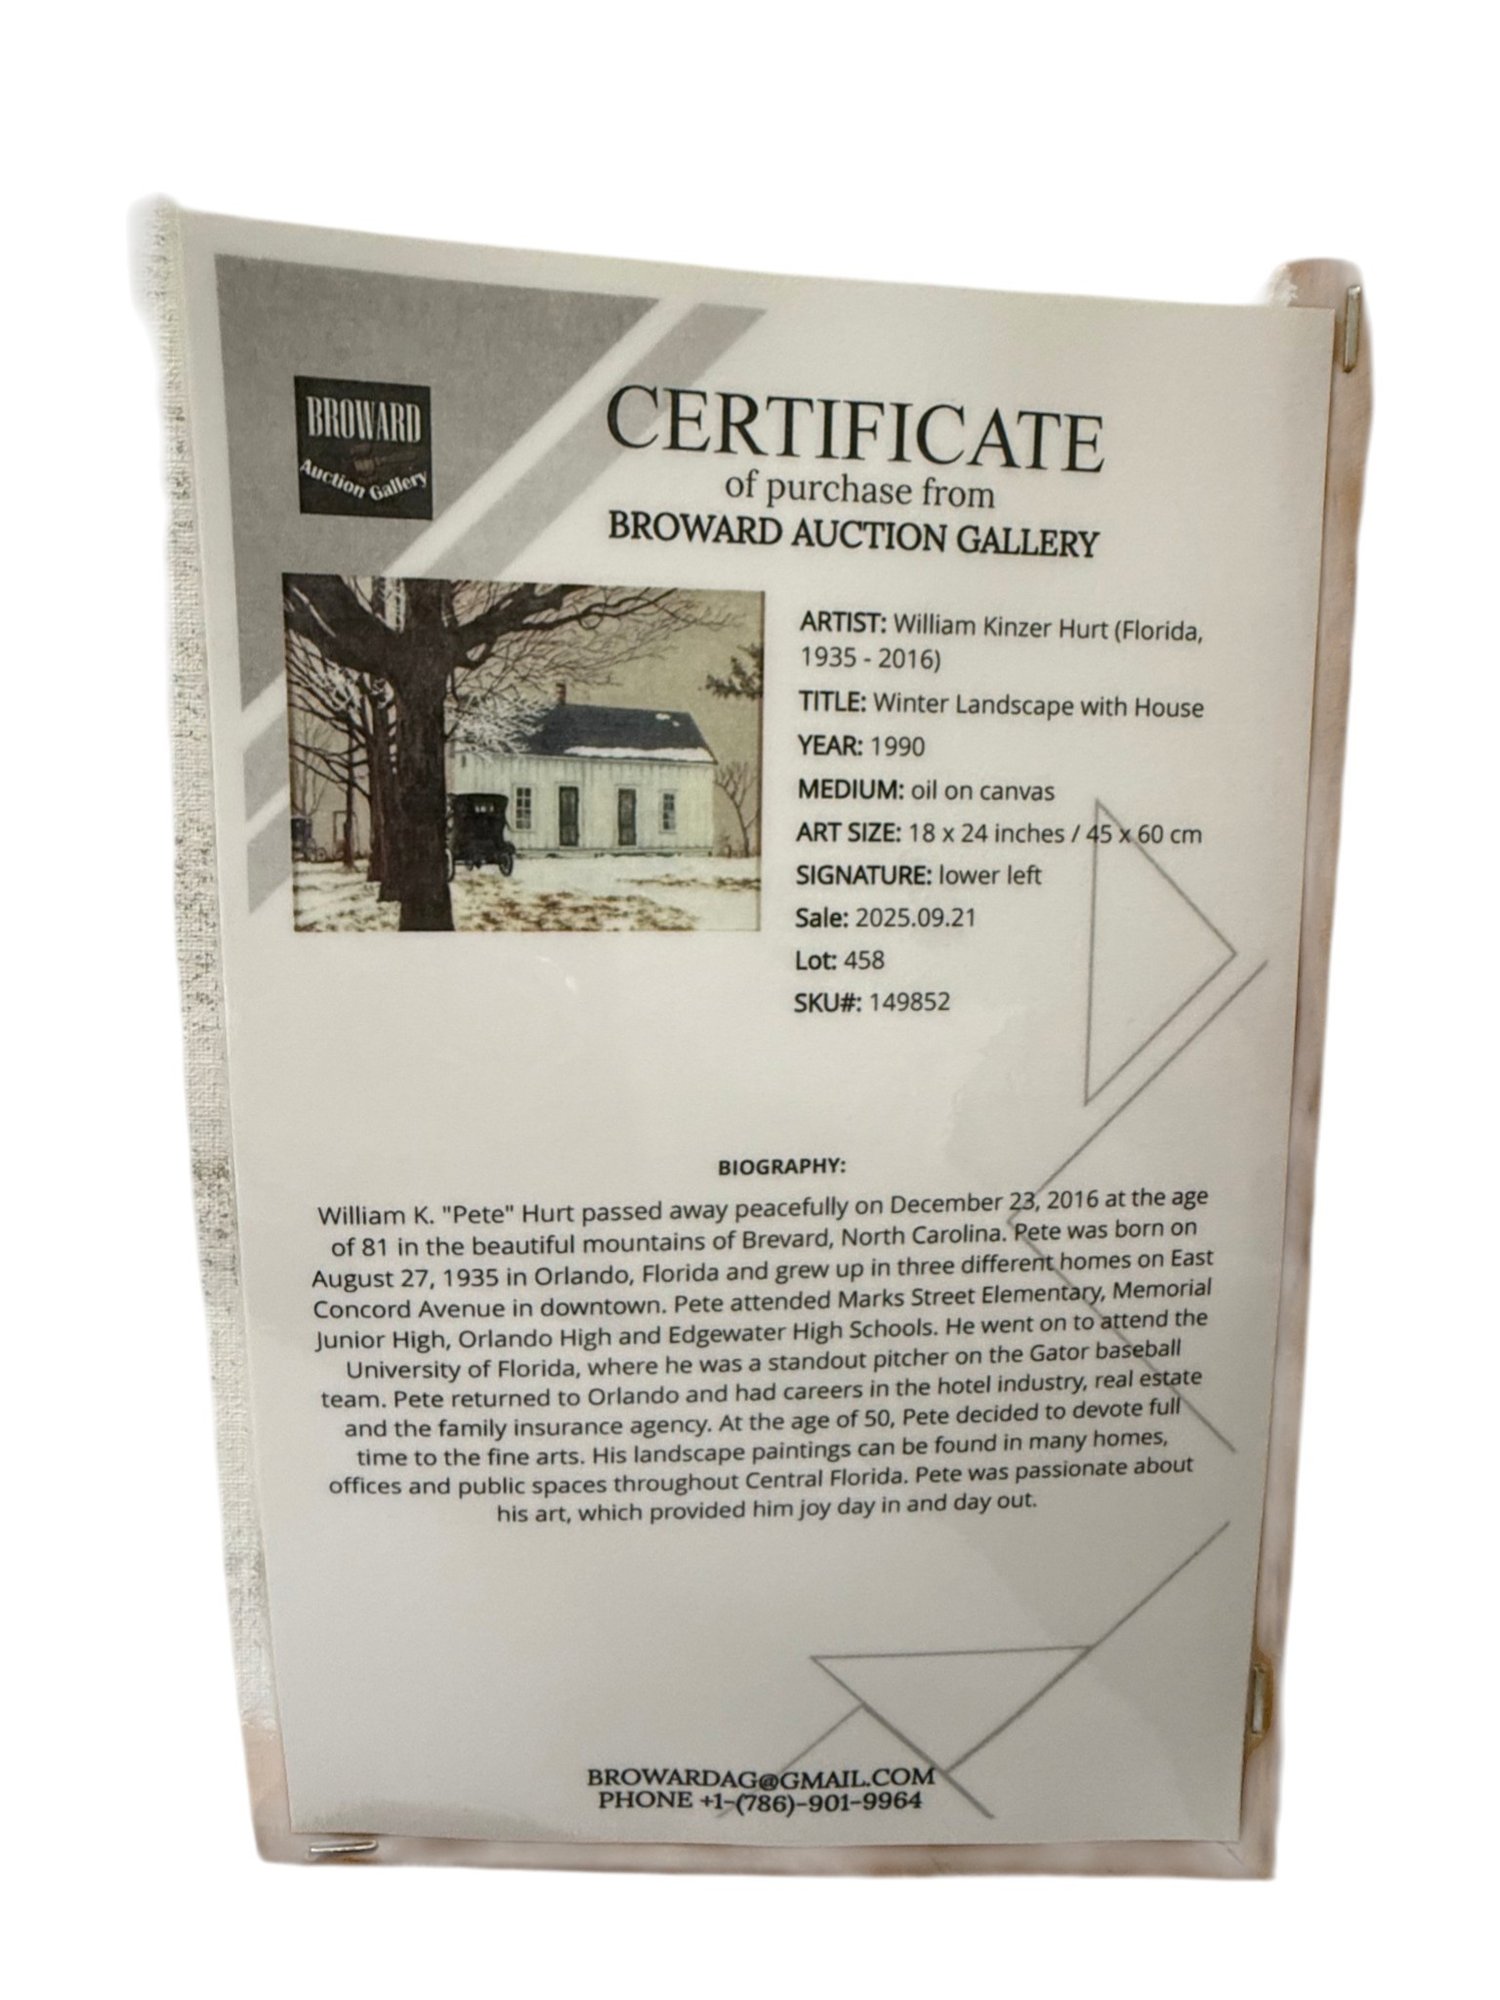 BROWARD
Auction Gallery
CERTIFICATE
of purchase from
BROWARD AUCTION GALLERY
ARTIST: William Kinzer Hurt (Florida,
1935 - 2016)
TITLE: Winter Landscape with House
YEAR: 1990
MEDIUM: oil on canvas
ART SIZE: 18 x 24 inches / 45 x 60 cm
SIGNATURE: lower left
Sale: 2025.09.21
Lot: 458
SKU#: 149852
BIOGRAPHY:
William K. "Pete" Hurt passed away peacefully on December 23, 2016 at the age
of 81 in the beautiful mountains of Brevard, North Carolina. Pete was born on
August 27, 1935 in Orlando, Florida and grew up in three different homes on East
Concord Avenue in downtown. Pete attended Marks Street Elementary, Memorial
Junior High, Orlando High and Edgewater High Schools. He went on to attend the
University of Florida, where he was a standout pitcher on the Gator baseball
team. Pete returned to Orlando and had careers in the hotel industry, real estate
and the family insurance agency. At the age of 50, Pete decided to devote full
time to the fine arts. His landscape paintings can be found in many homes,
offices and public spaces throughout Central Florida. Pete was passionate about
his art, which provided him joy day in and day out.
BROWARDAG@GMAIL.COM
PHONE +1-(786)-901-9964